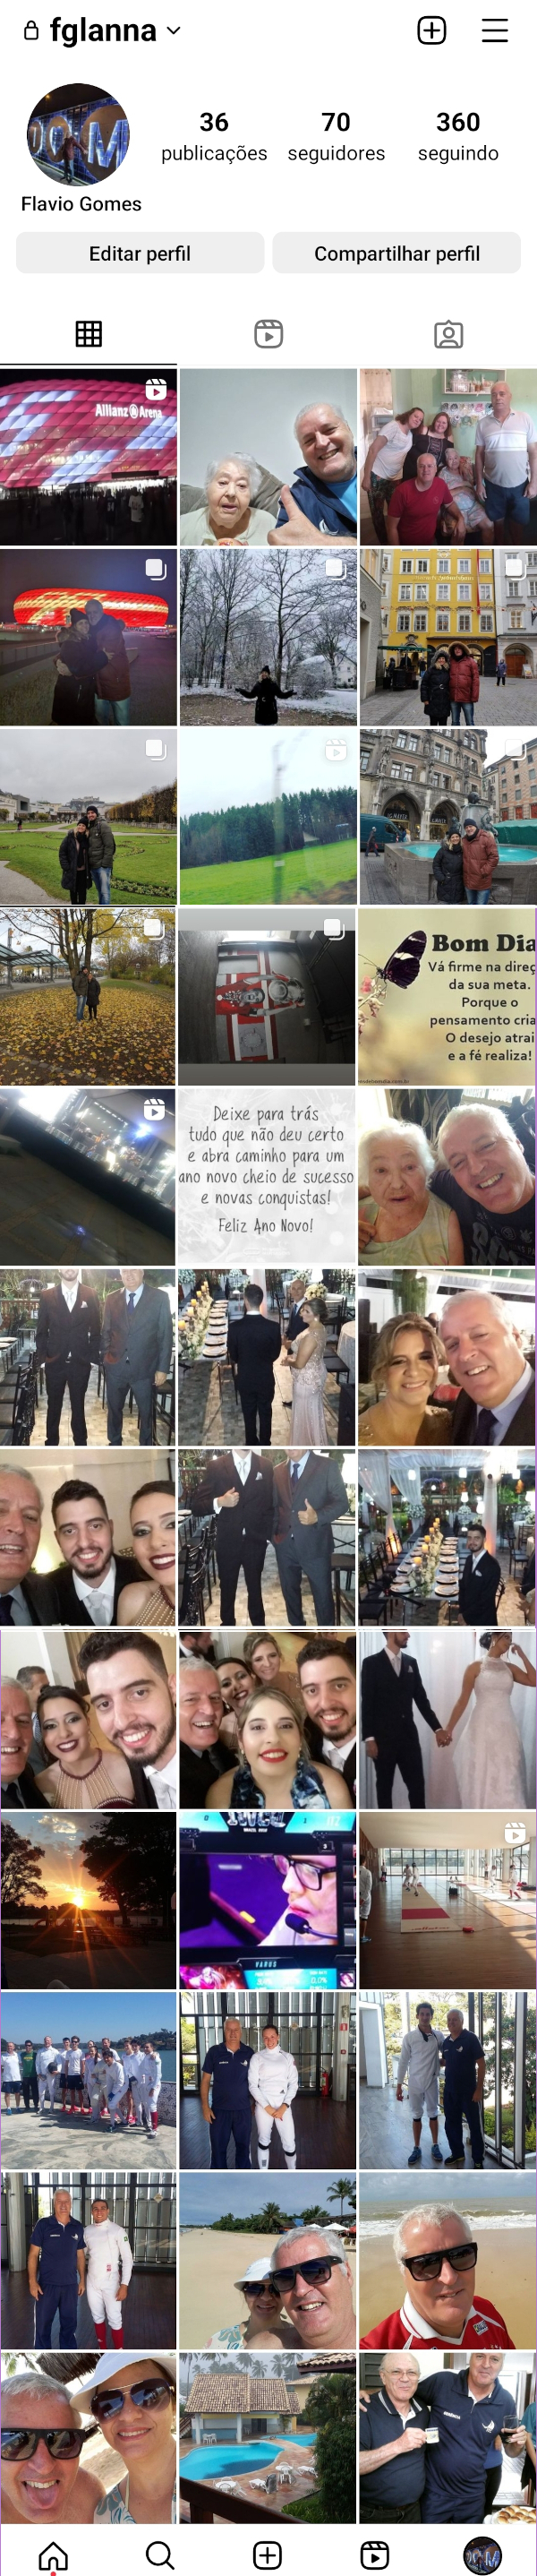 fglanna
36
70
360
publicações
seguidores
seguindo
Flavio Gomes
Editar perfil
Compartilhar perfil
Allianz Arena
Bom Dia
Vá firme na direç
da sua meta.
Porque o
pensamento cria
O desejo atrai
e a fé realiza!
Deixe para trás
tudo que não deu certo
e abra caminho para um
ano novo cheio de sucesso
e novas conquistas!
Feliz Ano Novo!
VARUS